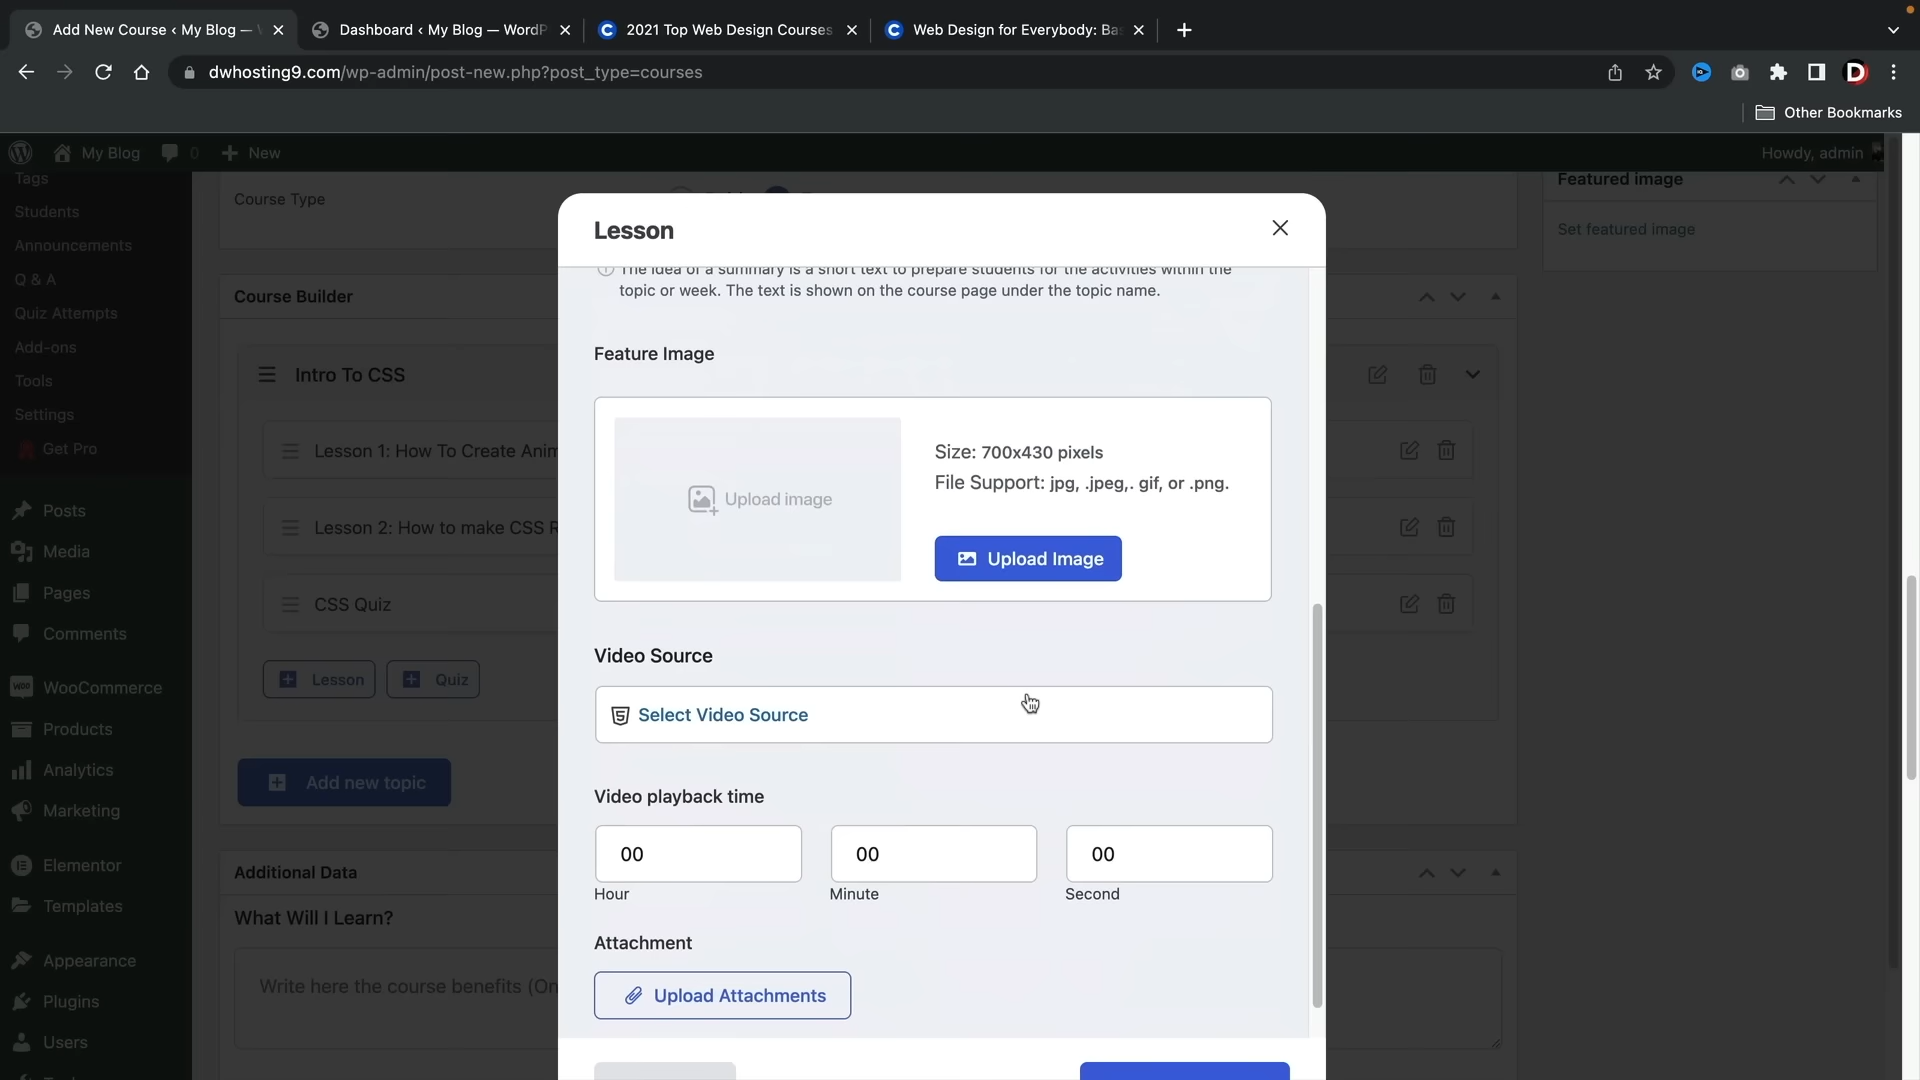 Add New Course ‹ My Blog —
Dashboard ‹ My Blog — WordP
2021 Top Web Design Courses
Web Design for Everybody: Bas
dwhosting9.com/wp-admin/post-new.php?post_type=courses
Other Bookmarks
My Blog
0
New
Howdy, admin
Tags
Students
Announcements
Q & A
Quiz Attempts
Add-ons
Tools
Settings
Get Pro
Posts
Media
Pages
Comments
WooCommerce
Products
Analytics
Marketing
Elementor
Templates
Appearance
Plugins
Users
Course Type
Course Builder
Intro To CSS
Lesson 1: How To Create Anim
Lesson 2: How to make CSS R
CSS Quiz
Lesson
Quiz
Add new topic
Additional Data
What Will I Learn?
Write here the course benefits (On
Lesson
The idea of a summary is a short text to prepare students for the activities within the
topic or week. The text is shown on the course page under the topic name.
Feature Image
Upload image
Size: 700x430 pixels
File Support: jpg, .jpeg,. gif, or .png.
Upload Image
Video Source
Select Video Source
Video playback time
00
00
00
Hour
Minute
Second
Attachment
Upload Attachments
Featured image
Set featured image